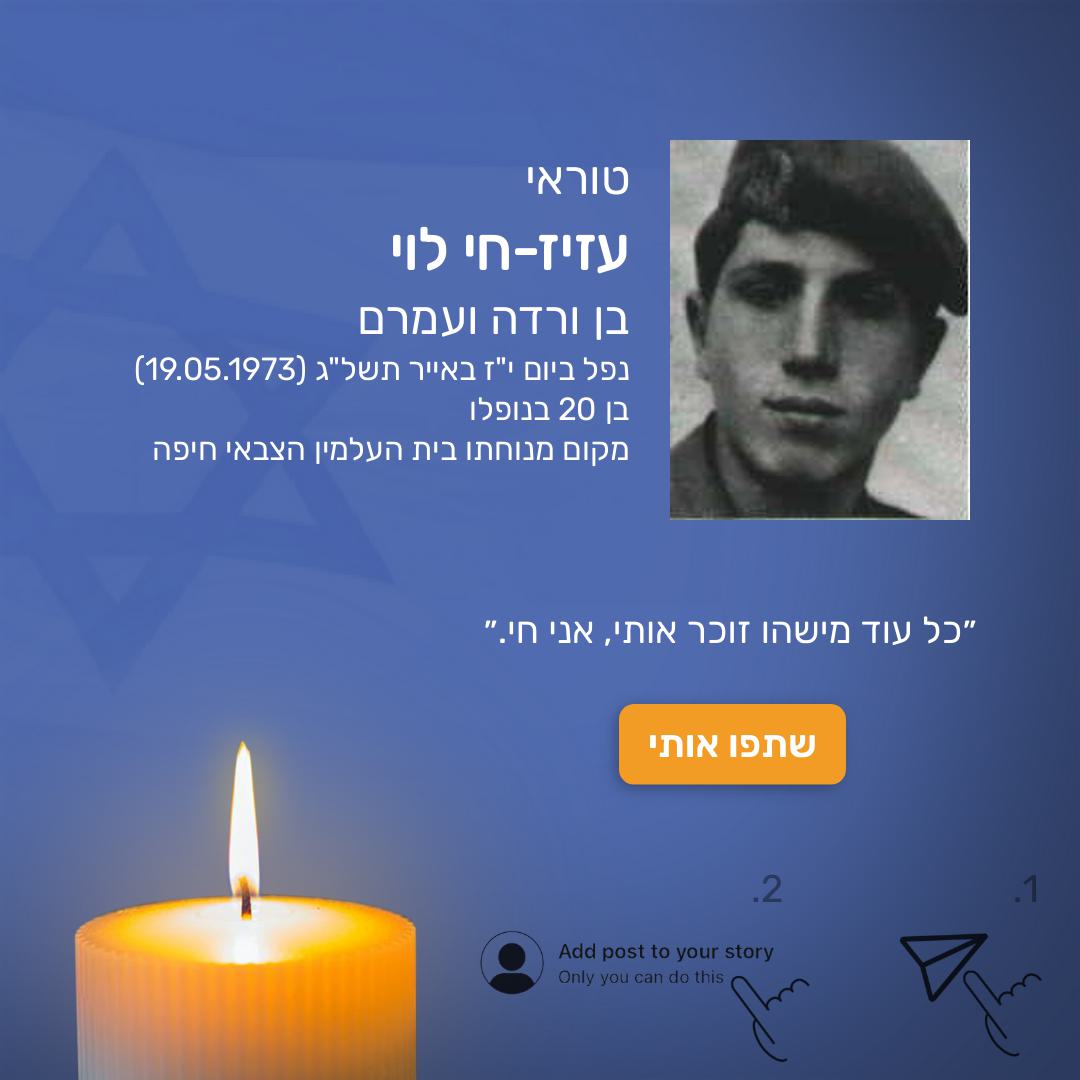 טוראי
עזיז-חי לוי
בן ורדה ועמרם
נפל ביום י"ז באייר תשל"ג (19.05.1973)
בן 20 בנופלו
מקום מנוחתו בית העלמין הצבאי חיפה
״כל עוד מישהו זוכר אותי, אני חי.״
שתפו אותי
1.
2.
Add post to your story
Only you can do this